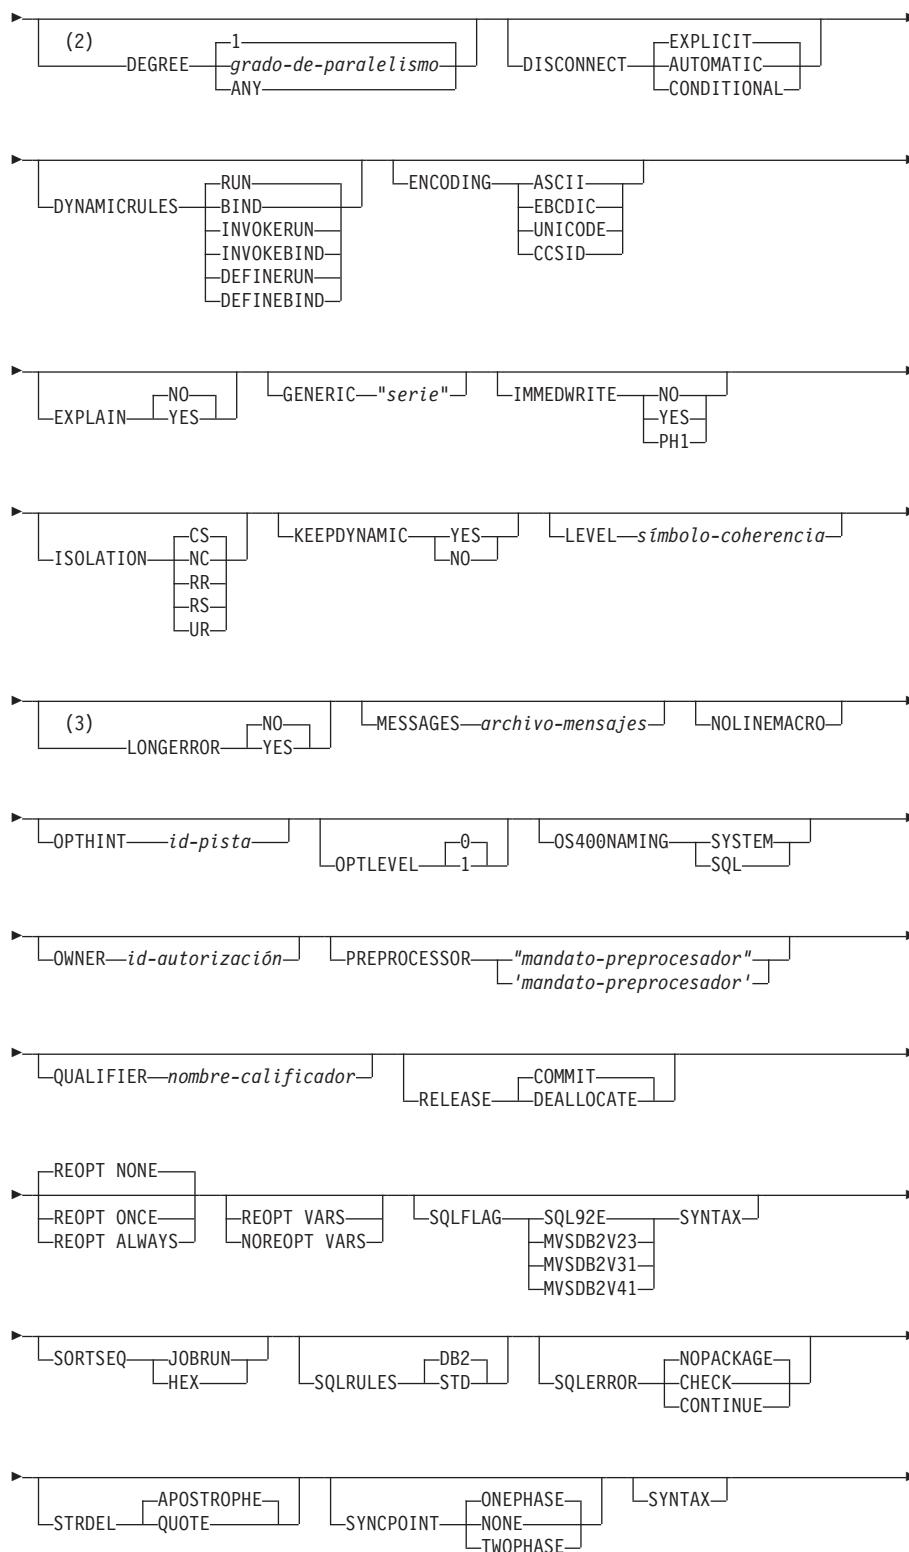 (2) 1 EXPLICIT
DEGREE grado-de-paralelismo DISCONNECT AUTOMATIC
ANY CONDITIONAL
RUN ENCODING ASCII
DYNAMICRULES BIND EBCDIC
INVOKERUN UNICODE
INVOKEBIND CCSID
DEFINERUN
DEFINEBIND
NO GENERIC "serie" IMMEDWRITE NO
EXPLAIN YES YES
PH1
CS KEEPDYNAMIC YES LEVEL símbolo-coherencia
ISOLATION NC NO
RR
RS
UR
(3) NO MESSAGES archivo-mensajes NOLINEMACRO
LONGERROR YES
OPTHINT id-pista 0 OS400NAMING SYSTEM
OPTLEVEL 1 SQL
OWNER id-autorización PREPROCESSOR "mandato-preprocesador"
'mandato-preprocesador'
QUALIFIER nombre-calificador COMMIT
RELEASE DEALLOCATE
REOPT NONE
REOPT ONCE REOPT VARS SQLFLAG SQL92E SYNTAX
REOPT ALWAYS NOREOPT VARS MVSDB2V23
MVSDB2V31
MVSDB2V41
SORTSEQ JOBRUN DB2 NOPACKAGE
HEX SQLRULES STD SQLERROR CHECK
CONTINUE
APOSTROPHE ONEPHASE SYNTAX
STRDEL QUOTE SYNCPOINT NONE
TWOPHASE